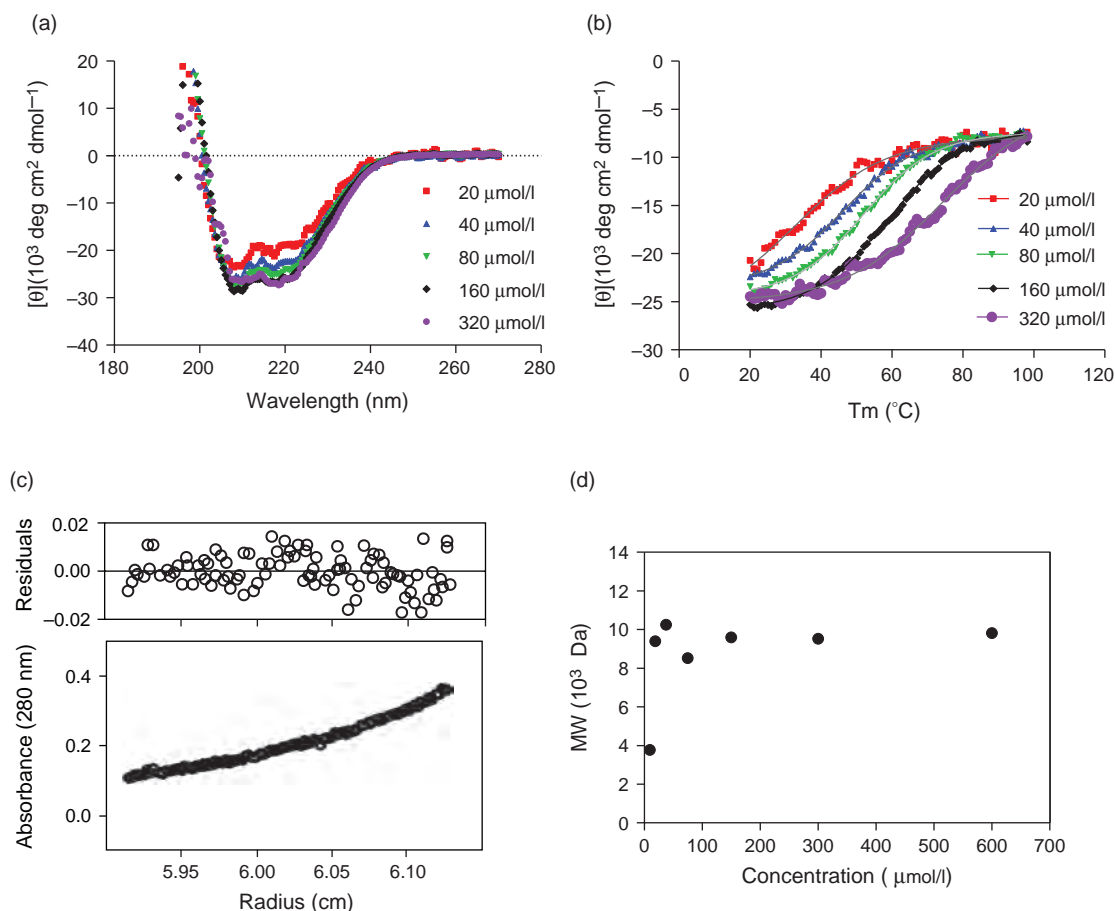 (a)
[θ](10³ deg cm² dmol⁻¹)
20
10
0
–10
–20
–30
–40
180
200
220
240
260
280
Wavelength (nm)
20 μmol/l
40 μmol/l
80 μmol/l
160 μmol/l
320 μmol/l
(b)
[θ](10³ deg cm² dmol⁻¹)
0
–5
–10
–15
–20
–25
–30
0
20
40
60
80
100
120
Tm (°C)
20 μmol/l
40 μmol/l
80 μmol/l
160 μmol/l
320 μmol/l
(c)
Residuals
0.02
0.00
–0.02
Absorbance (280 nm)
0.4
0.2
0.0
5.95
6.00
6.05
6.10
Radius (cm)
(d)
MW (10³ Da)
14
12
10
8
6
4
2
0
0
100
200
300
400
500
600
700
Concentration ( μmol/l)